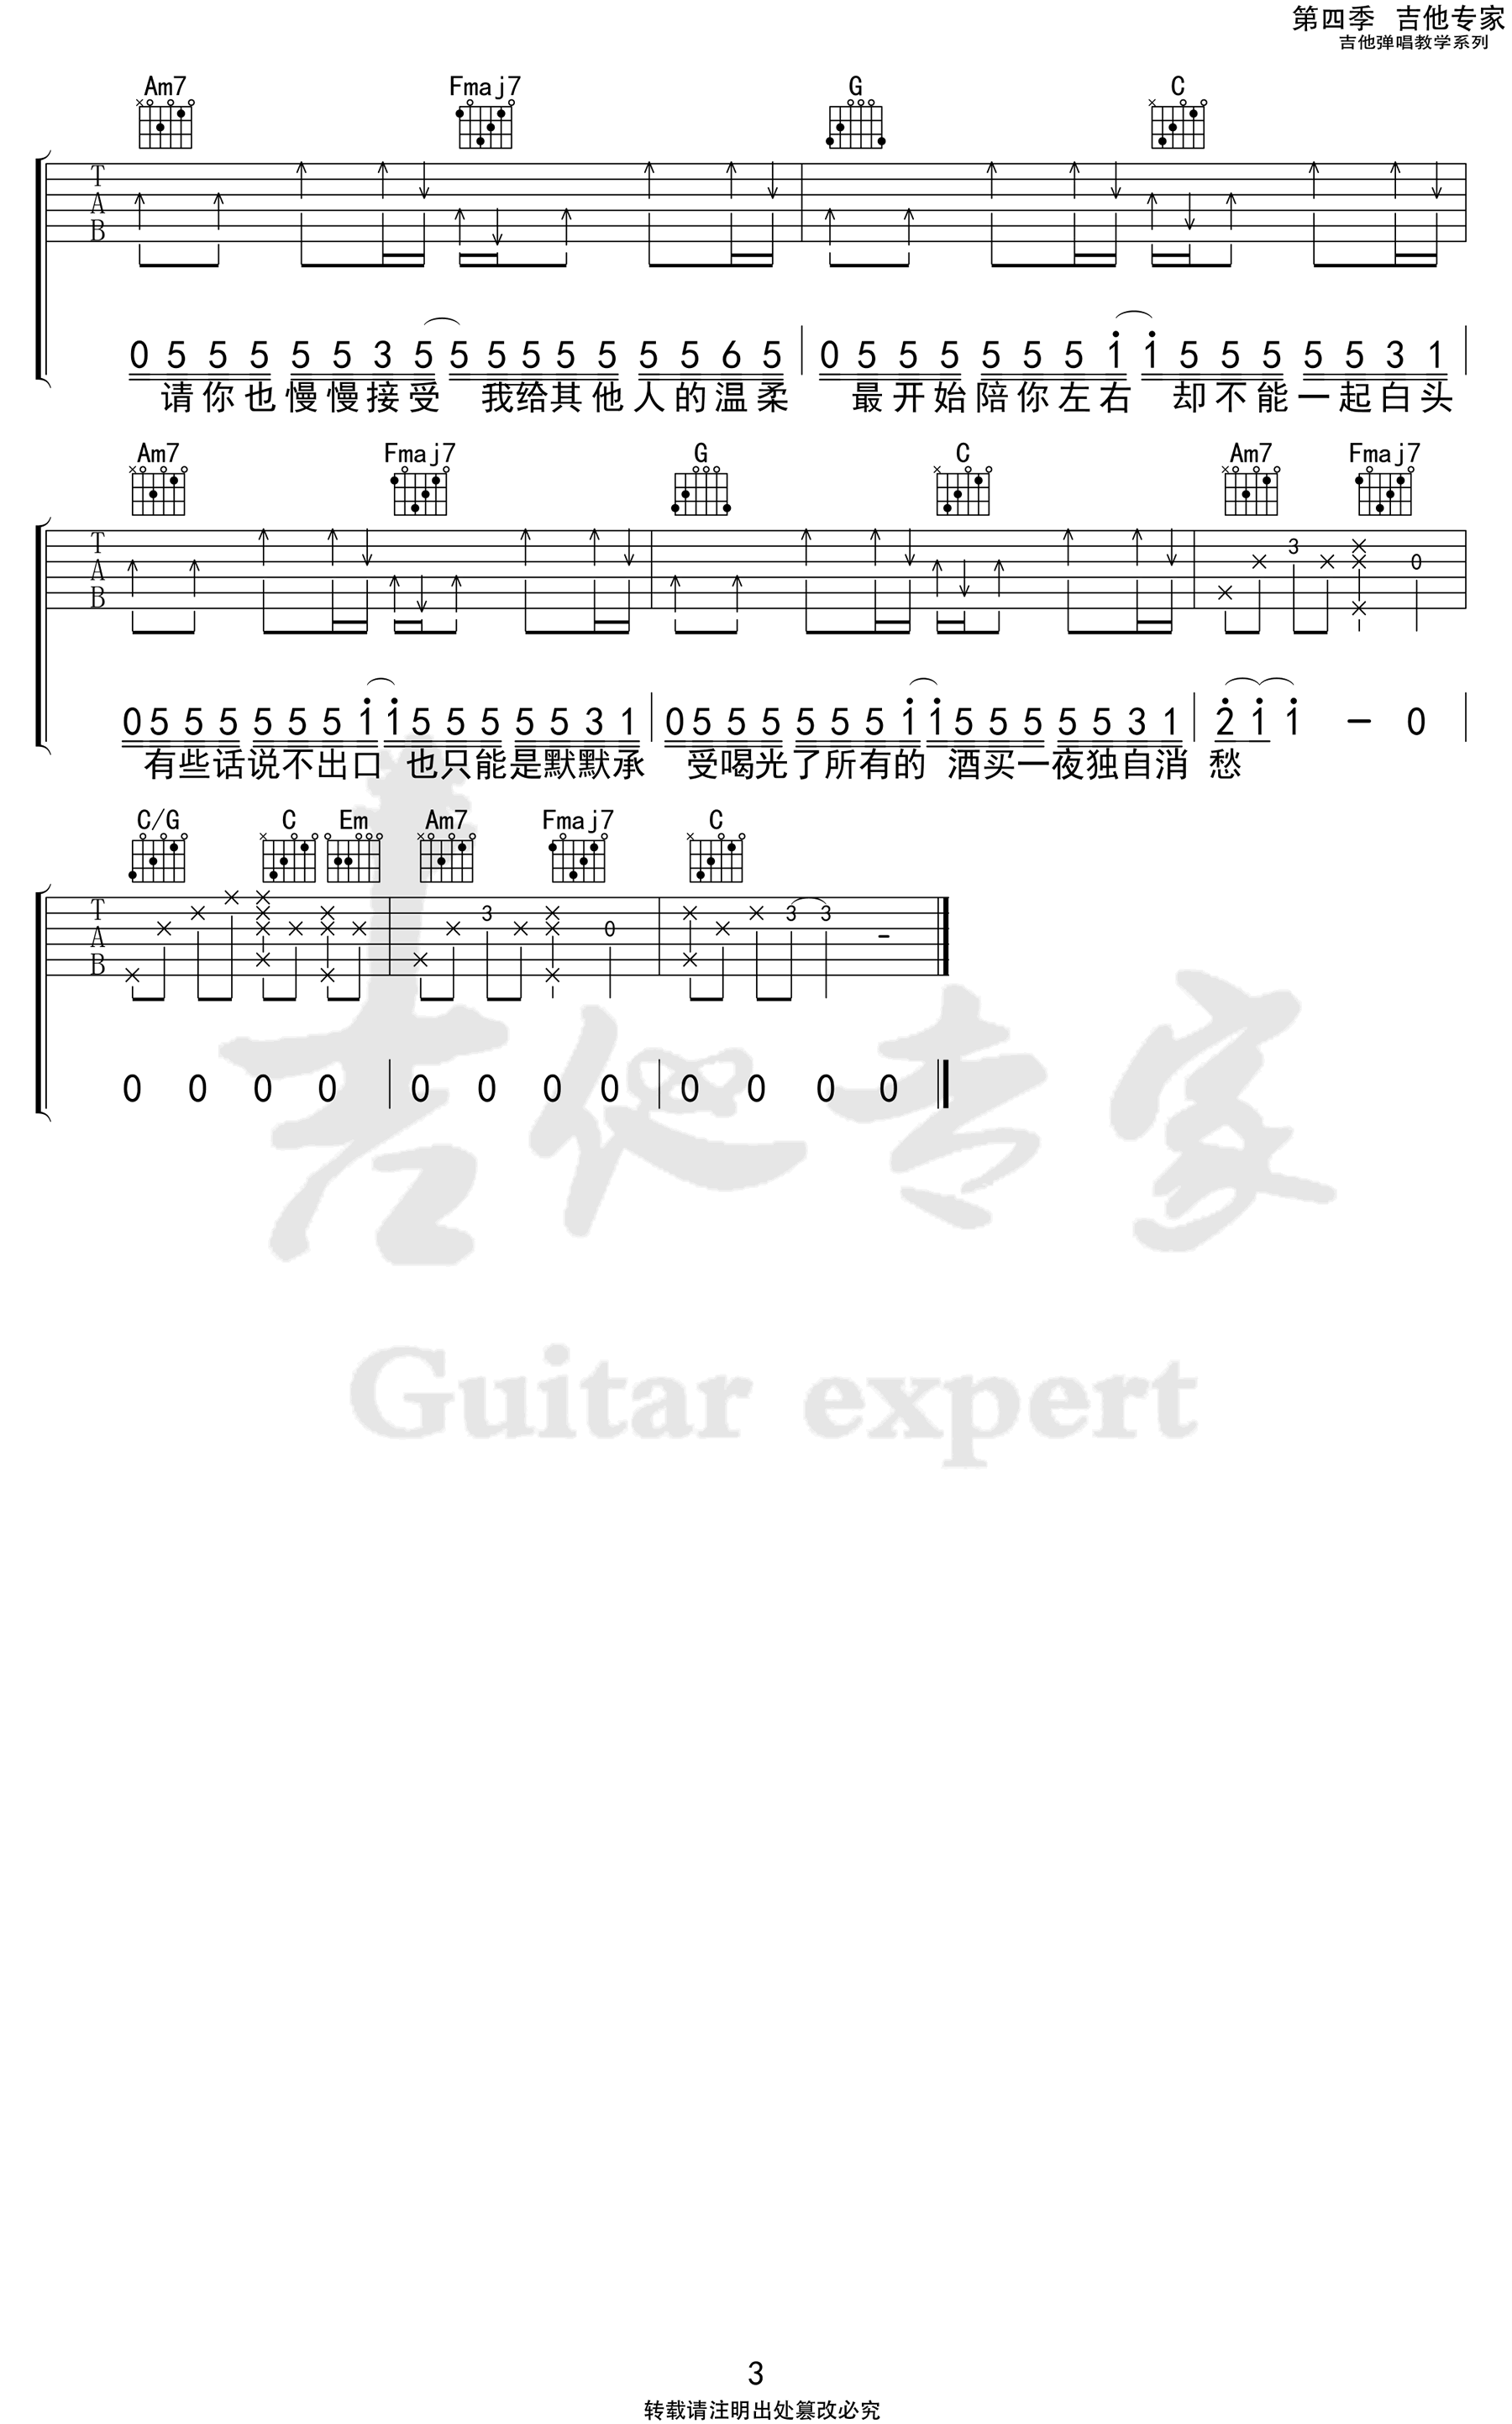 第四季 吉他专家
吉他弹唱教学系列
Am7 Fmaj7 G C
T
A
B
0 5 5 5 5 5 3 5 5 5 5 5 5 5 5 6 5 0 5 5 5 5 5 5 1 1 5 5 5 5 5 3 1
请你也慢慢接受 我给其他人的温柔 最开始陪你左右 却不能一起白头
Am7 Fmaj7 G C Am7 Fmaj7
T
A
B
3 0
0 5 5 5 5 5 5 1 1 5 5 5 5 5 3 1 0 5 5 5 5 5 5 1 1 5 5 5 5 5 3 1 2 1 1 - 0
有些话说不出口 也只能是默默承 受喝光了所有的 酒买一夜独自消 愁
C/G C Em Am7 Fmaj7 C
T
A
B
3 0 3 3 -
0 0 0 0 0 0 0 0 0 0 0 0
吉他专家
Guitar expert
3
转载请注明出处篡改必究